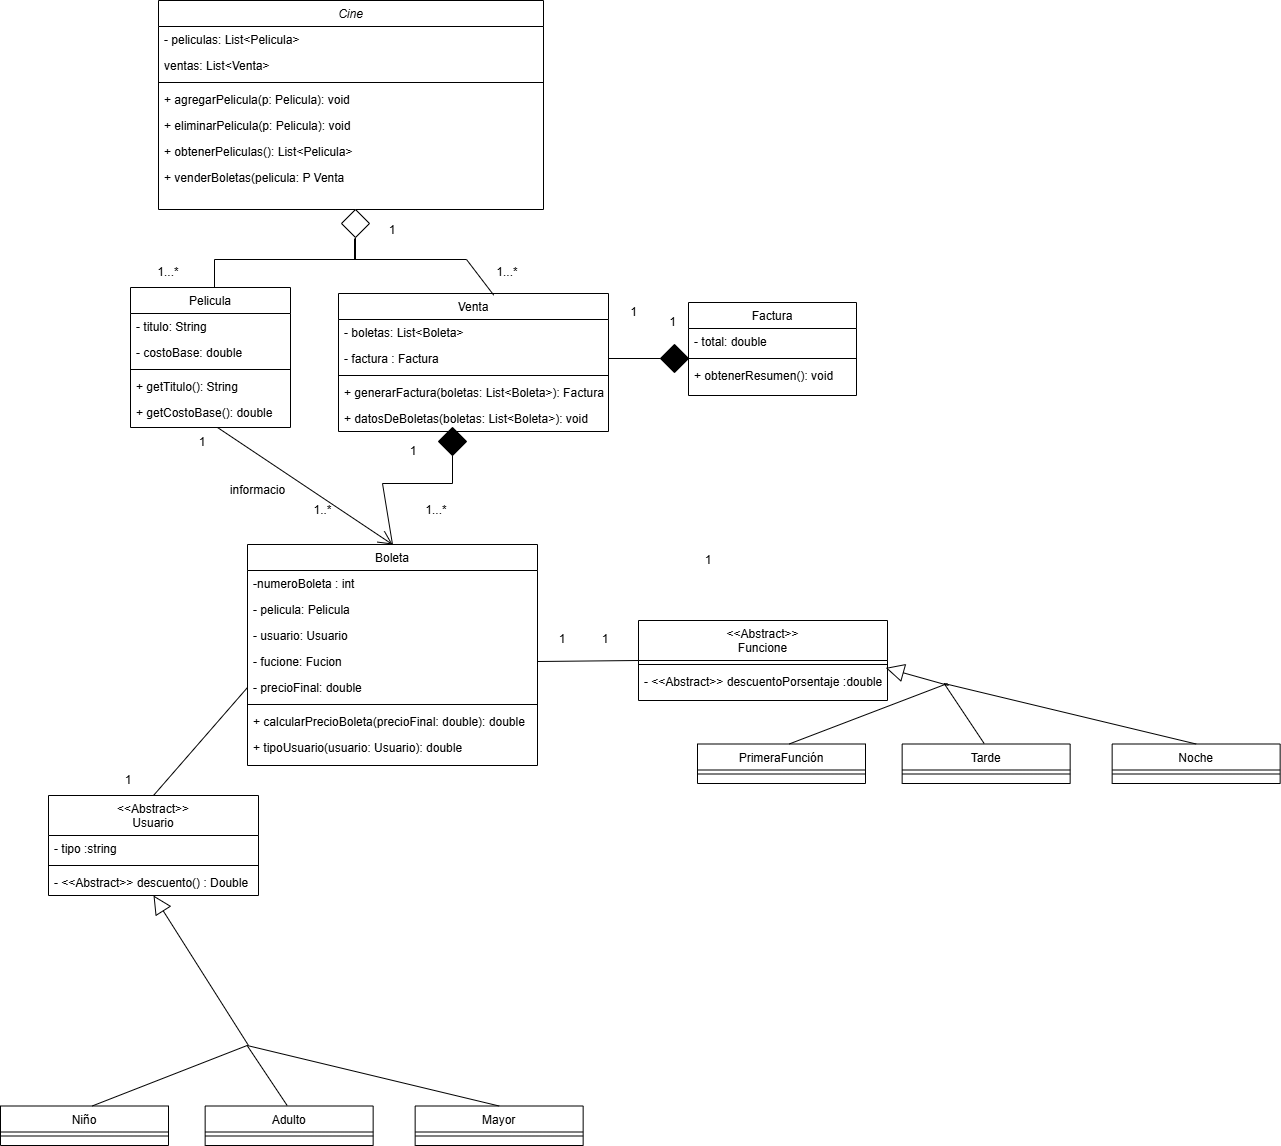 Cine
- peliculas: List<Pelicula>
ventas: List<Venta>
+ agregarPelicula(p: Pelicula): void
+ eliminarPelicula(p: Pelicula): void
+ obtenerPeliculas(): List<Pelicula>
+ venderBoletas(pelicula: P Venta
1
1...*
1...*
Pelicula
- titulo: String
- costoBase: double
+ getTitulo(): String
+ getCostoBase(): double
Venta
- boletas: List<Boleta>
- factura : Factura
+ generarFactura(boletas: List<Boleta>): Factura
+ datosDeBoletas(boletas: List<Boleta>): void
1
1
Factura
- total: double
+ obtenerResumen(): void
1
1
informacio
1..*
1...*
Boleta
-numeroBoleta : int
- pelicula: Pelicula
- usuario: Usuario
- fucione: Fucion
- precioFinal: double
+ calcularPrecioBoleta(precioFinal: double): double
+ tipoUsuario(usuario: Usuario): double
1
1
1
<<Abstract>>
Funcione
- <<Abstract>> descuentoPorsentaje :double
PrimeraFunción
Tarde
Noche
1
<<Abstract>>
Usuario
- tipo :string
- <<Abstract>> descuento() : Double
Niño
Adulto
Mayor